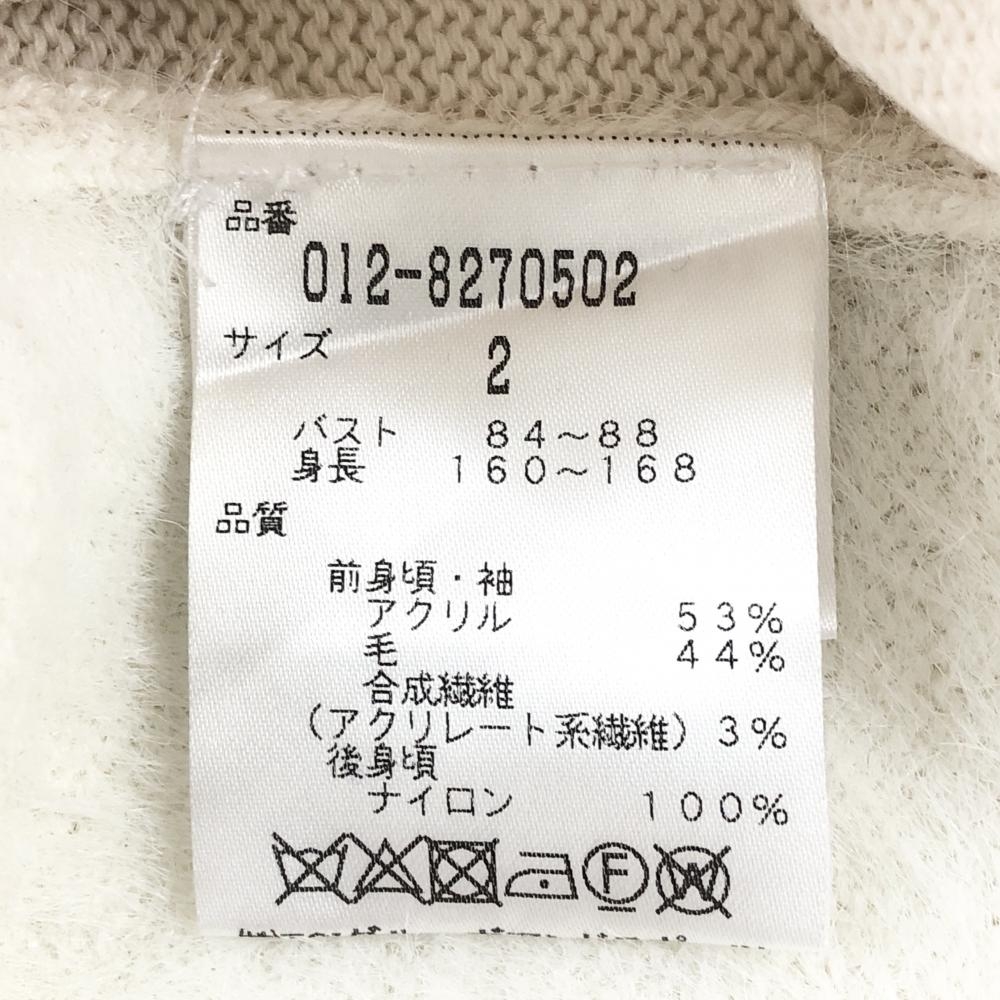 品番
012-8270502
サイズ 2
バスト 84〜88
身長 160〜168
品質
前身頃・袖
アクリル 53%
毛 44%
合成繊維
(アクリレート系繊維) 3%
後身頃
ナイロン 100%
F W